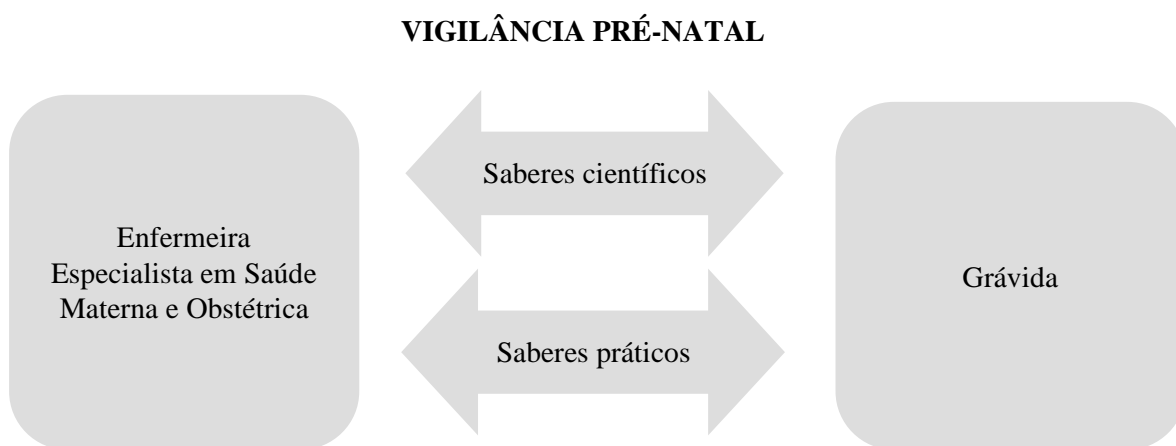 VIGILÂNCIA PRÉ-NATAL
Enfermeira
Especialista em Saúde
Materna e Obstétrica
Saberes científicos
Saberes práticos
Grávida